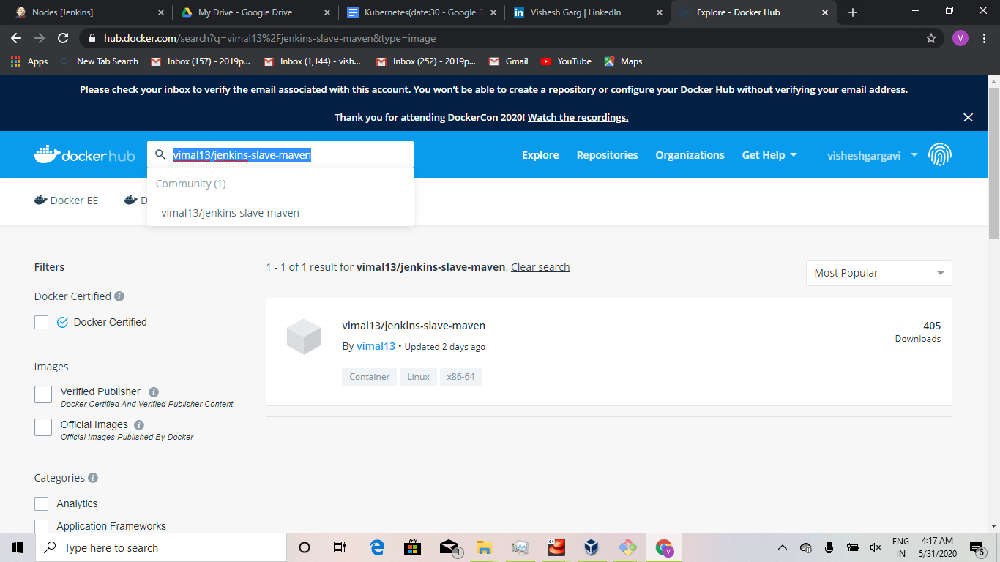 Nodes [Jenkins]
My Drive - Google Drive
Kubernetes(date:30 - Google D
Vishesh Garg | LinkedIn
Explore - Docker Hub
hub.docker.com/search?q=vimal13%2Fjenkins-slave-maven&type=image
V
Apps
New Tab Search
Inbox (157) - 2019p...
Inbox (1,144) - vish...
Inbox (252) - 2019p...
Gmail
YouTube
Maps
Please check your inbox to verify the email associated with this account. You won't be able to create a repository or configure your Docker Hub without verifying your email address.
Thank you for attending DockerCon 2020! Watch the recordings.
docker hub
vimal13/jenkins-slave-maven
Explore
Repositories
Organizations
Get Help
visheshgargavi
Community (1)
vimal13/jenkins-slave-maven
Docker EE
D
Filters
1 - 1 of 1 result for vimal13/jenkins-slave-maven. Clear search
Most Popular
Docker Certified
Docker Certified
vimal13/jenkins-slave-maven
405
By vimal13 • Updated 2 days ago
Downloads
Container
Linux
x86-64
Images
Verified Publisher
Docker Certified And Verified Publisher Content
Official Images
Official Images Published By Docker
Categories
Analytics
Application Frameworks
Type here to search
1
V
ENG
IN
4:17 AM
5/31/2020
6